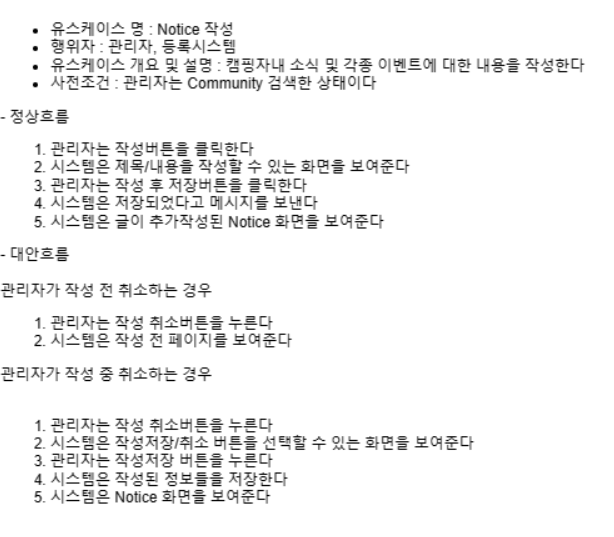 • 유스케이스 명 : Notice 작성
• 행위자 : 관리자, 등록시스템
• 유스케이스 개요 및 설명 : 캠핑자내 소식 및 각종 이벤트에 대한 내용을 작성한다
• 사전조건 : 관리자는 Community 검색한 상태이다
- 정상흐름
1. 관리자는 작성버튼을 클릭한다
2. 시스템은 제목/내용을 작성할 수 있는 화면을 보여준다
3. 관리자는 작성 후 저장버튼을 클릭한다
4. 시스템은 저장되었다고 메시지를 보낸다
5. 시스템은 글이 추가작성된 Notice 화면을 보여준다
- 대안흐름
관리자가 작성 전 취소하는 경우
1. 관리자는 작성 취소버튼을 누른다
2. 시스템은 작성 전 페이지를 보여준다
관리자가 작성 중 취소하는 경우
1. 관리자는 작성 취소버튼을 누른다
2. 시스템은 작성저장/취소 버튼을 선택할 수 있는 화면을 보여준다
3. 관리자는 작성저장 버튼을 누른다
4. 시스템은 작성된 정보들을 저장한다
5. 시스템은 Notice 화면을 보여준다